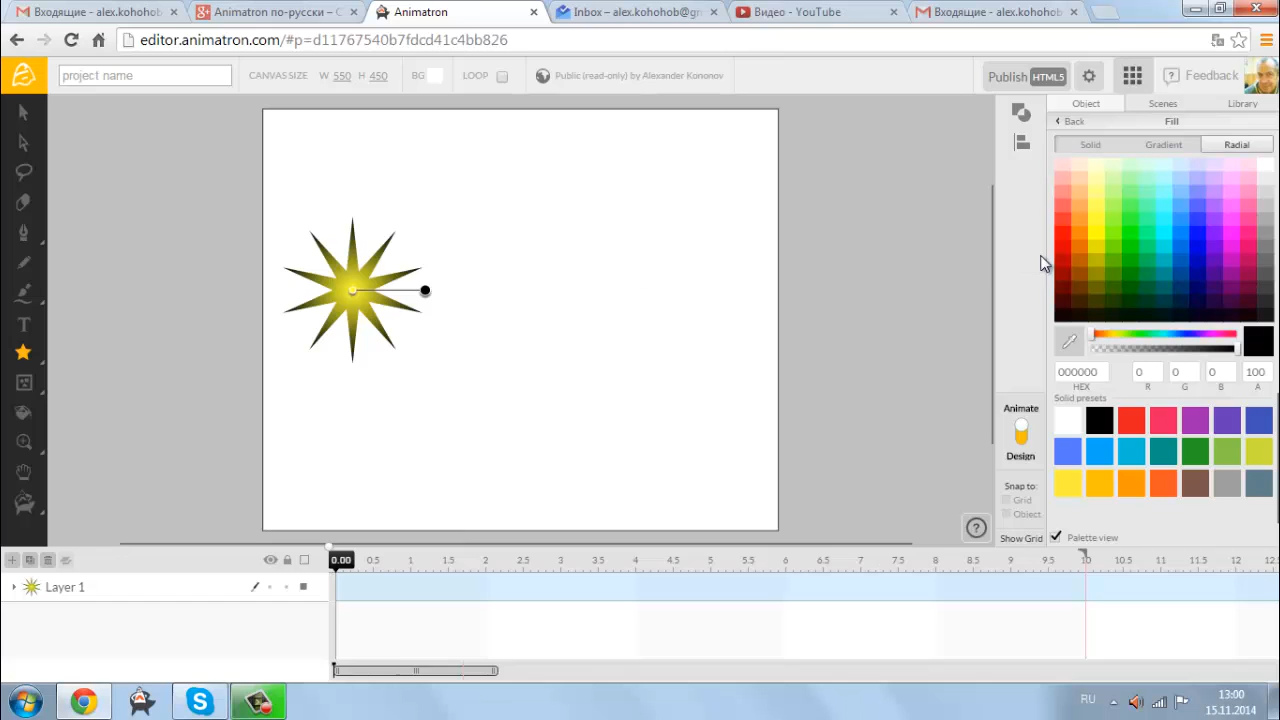 Входящие - alex.kohohob
Animatron по-русски – С
Animatron
Inbox – alex.kohohob@gr
Видео - YouTube
Входящие - alex.kohohob
editor.animatron.com/#p=d11767540b7fdcd41c4bb826
project name
CANVAS SIZE W 550 H 450
BG
LOOP
Public (read-only) by Alexander Kononov
Publish HTML5
Feedback
Object
Scenes
Library
Back
Fill
Solid
Gradient
Radial
000000
0
0
0
100
HEX
R
G
B
A
Solid presets
Palette view
Animate
Design
Snap to:
Grid
Object
Show Grid
?
T
0.00 0.5 1 1.5 2 2.5 3 3.5 4 4.5 5 5.5 6 6.5 7 7.5 8 8.5 9 9.5 10 10.5 11 11.5 12 12.5
Layer 1
RU
13:00
15.11.2014